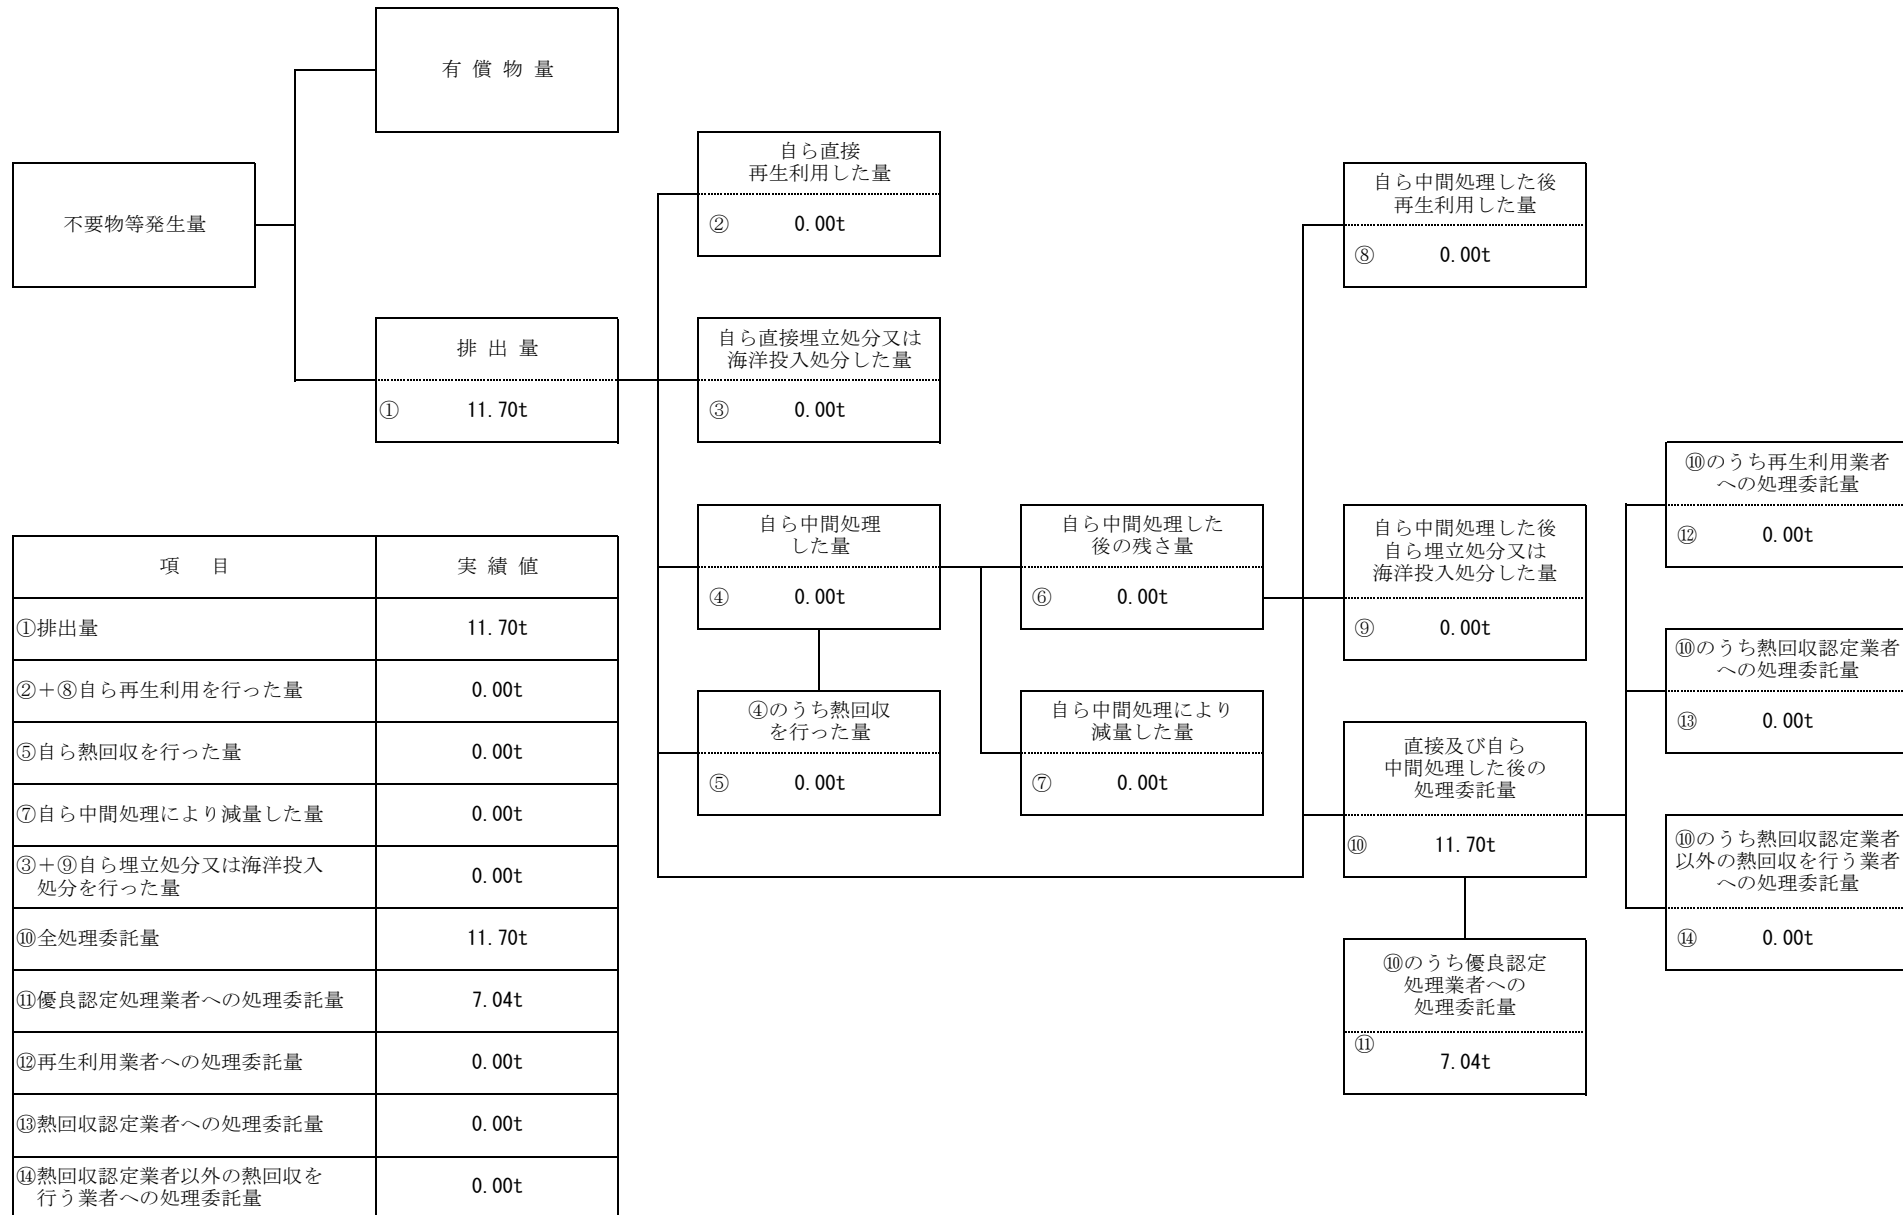 有 償 物 量
不要物等発生量
排 出 量
① 11.70t
自ら直接
再生利用した量
② 0.00t
自ら直接埋立処分又は
海洋投入処分した量
③ 0.00t
自ら中間処理
した量
④ 0.00t
④のうち熱回収
を行った量
⑤ 0.00t
自ら中間処理した
後の残さ量
⑥ 0.00t
自ら中間処理により
減量した量
⑦ 0.00t
自ら中間処理した後
再生利用した量
⑧ 0.00t
自ら中間処理した後
自ら埋立処分又は
海洋投入処分した量
⑨ 0.00t
直接及び自ら
中間処理した後の
処理委託量
⑩ 11.70t
⑩のうち優良認定
処理業者への
処理委託量
⑪
7.04t
⑩のうち再生利用業者
への処理委託量
⑫ 0.00t
⑩のうち熱回収認定業者
への処理委託量
⑬ 0.00t
⑩のうち熱回収認定業者
以外の熱回収を行う業者
への処理委託量
⑭ 0.00t
項 目 実 績 値
①排出量 11.70t
②＋⑧自ら再生利用を行った量 0.00t
⑤自ら熱回収を行った量 0.00t
⑦自ら中間処理により減量した量 0.00t
③＋⑨自ら埋立処分又は海洋投入
処分を行った量 0.00t
⑩全処理委託量 11.70t
⑪優良認定処理業者への処理委託量 7.04t
⑫再生利用業者への処理委託量 0.00t
⑬熱回収認定業者への処理委託量 0.00t
⑭熱回収認定業者以外の熱回収を
行う業者への処理委託量 0.00t